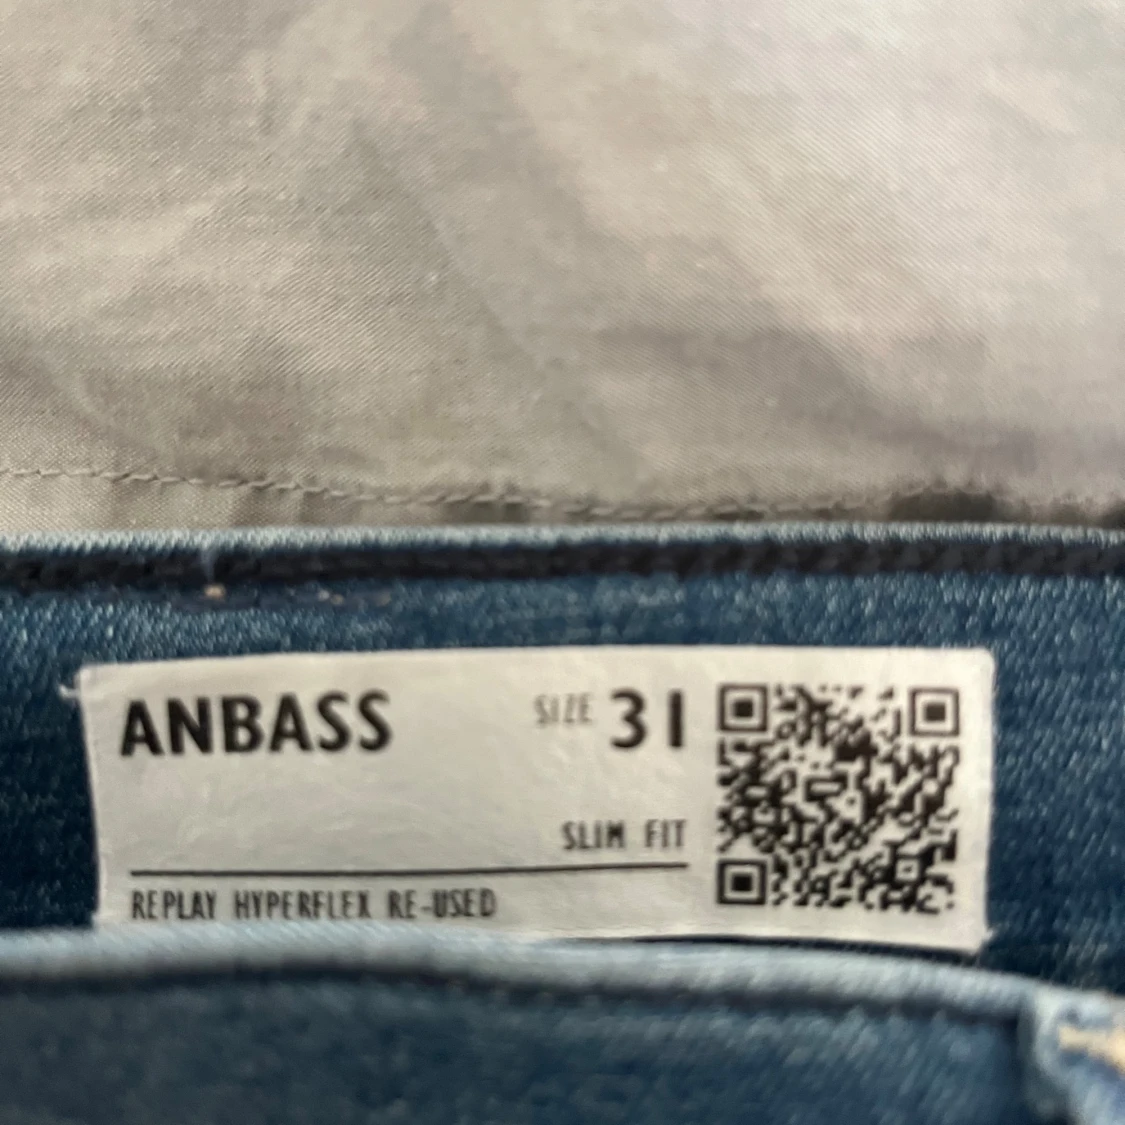 ANBASS
SIZE 31
SLIM FIT
REPLAY HYPERFLEX RE-USED